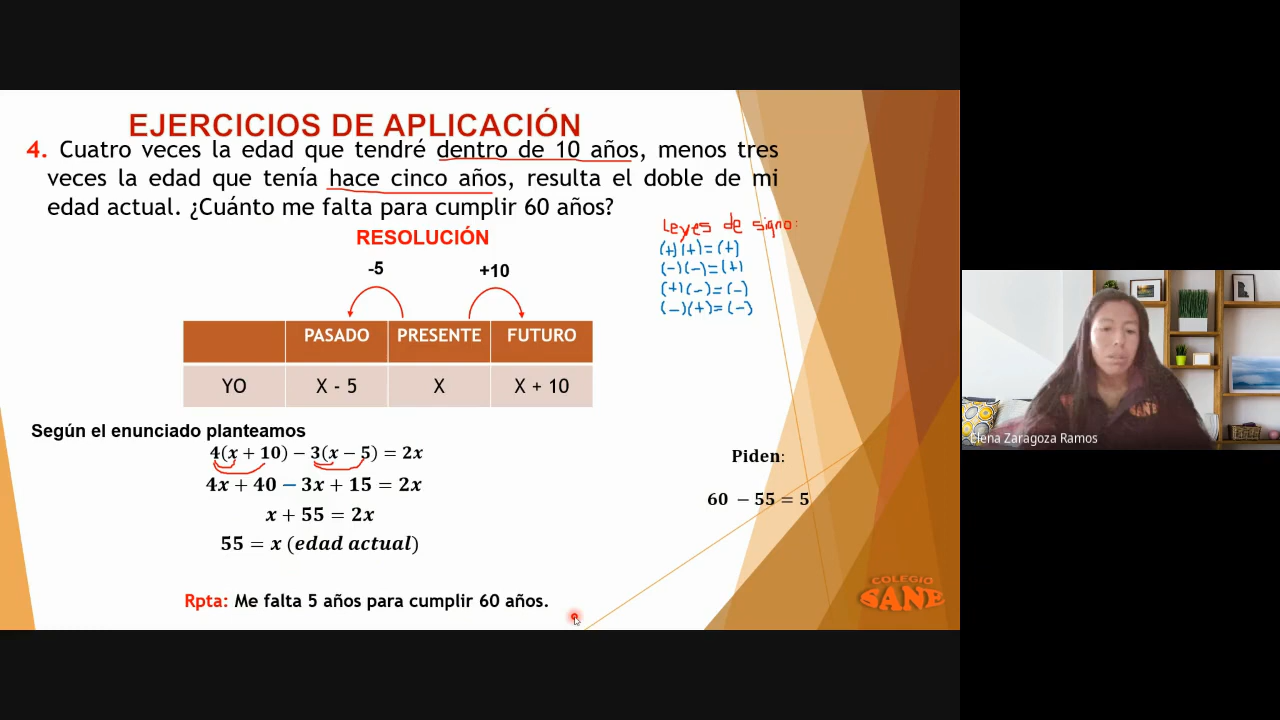 EJERCICIOS DE APLICACIÓN
4. Cuatro veces la edad que tendré dentro de 10 años, menos tres
veces la edad que tenía hace cinco años, resulta el doble de mi
edad actual. ¿Cuánto me falta para cumplir 60 años?
RESOLUCIÓN
Leyes de signo:
(+)(+)=(+)
(-)(-)=(+)
(+)(-)=(-)
(-)(+)=(-)
-5
+10
PASADO PRESENTE FUTURO
YO X - 5 X X + 10
Según el enunciado planteamos
4(x + 10) − 3(x − 5) = 2x
4x + 40 − 3x + 15 = 2x
x + 55 = 2x
55 = x (edad actual)
Piden:
60 − 55 = 5
Rpta: Me falta 5 años para cumplir 60 años.
COLEGIO
SANE
Elena Zaragoza Ramos